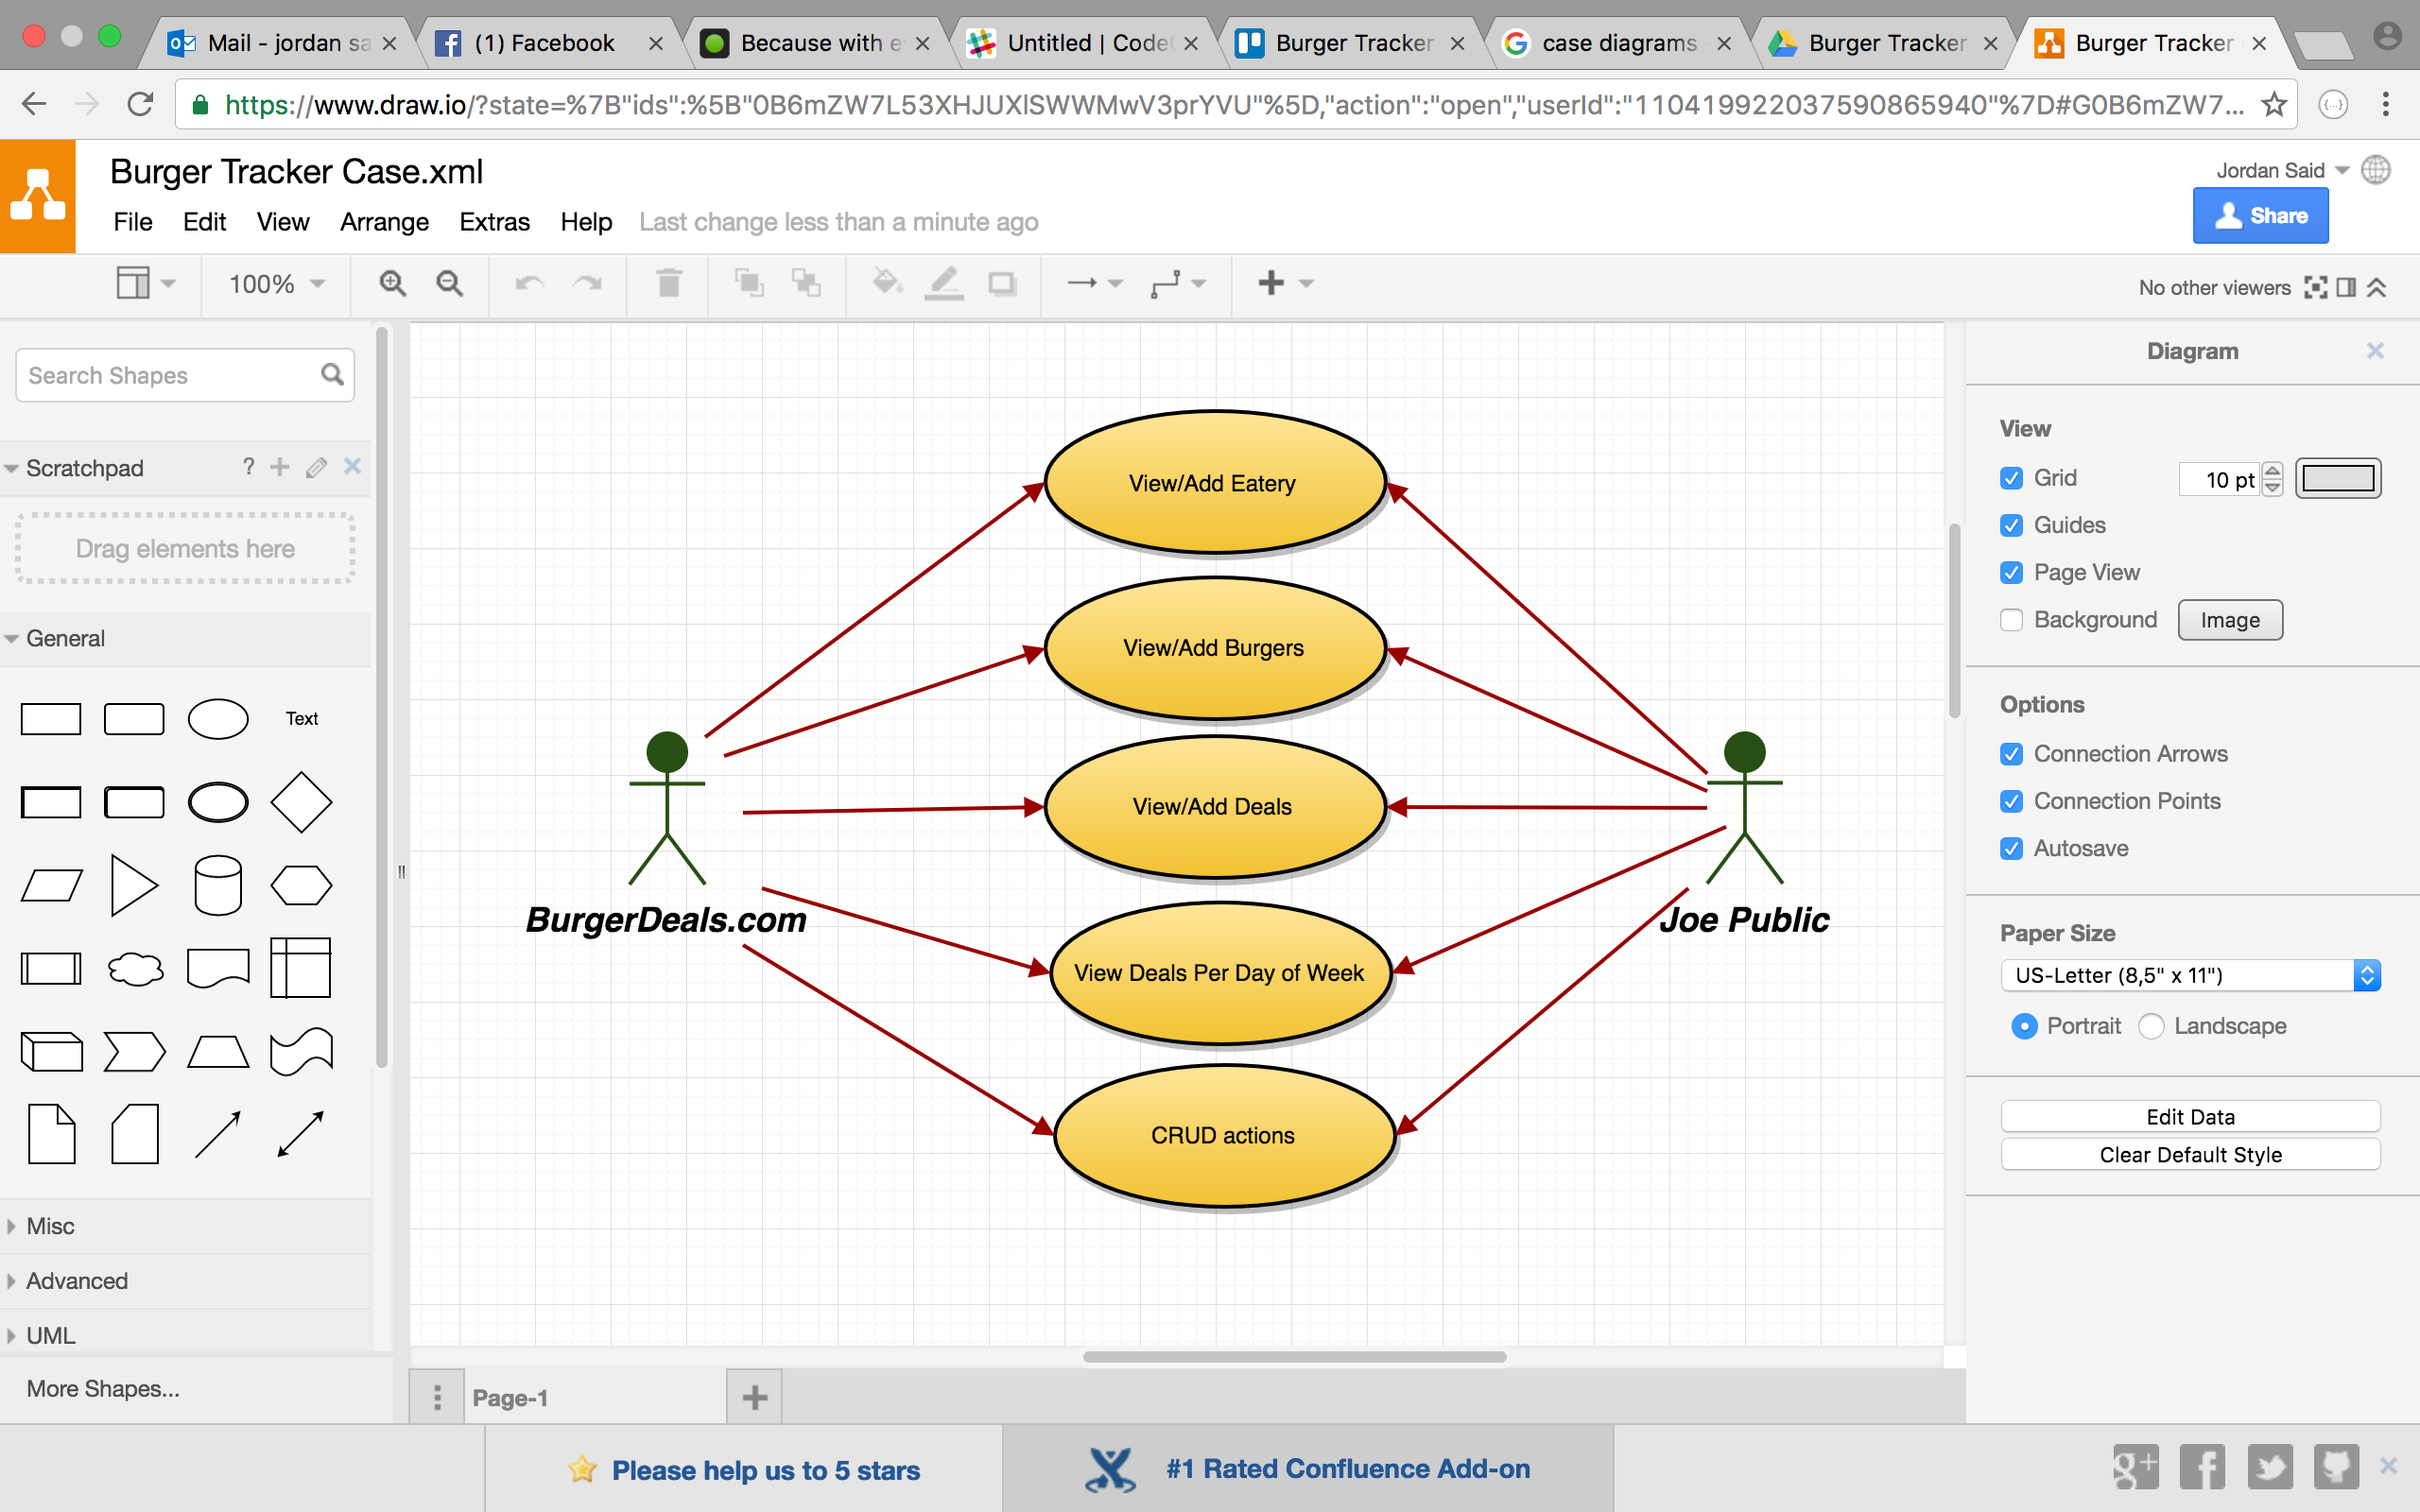 Mail - jordan sa
(1) Facebook
Because with e
Untitled | Code
Burger Tracker
case diagrams
Burger Tracker
Burger Tracker
https://www.draw.io/?state=%7B"ids":%5B"0B6mZW7L53XHJUXlSWWMwV3prYVU"%5D,"action":"open","userId":"110419922037590865940"%7D#G0B6mZW7...
Burger Tracker Case.xml
Jordan Said
File Edit View Arrange Extras Help Last change less than a minute ago
Share
100%
No other viewers
Search Shapes
Scratchpad ?
Drag elements here
General
Text
Misc
Advanced
UML
More Shapes...
View/Add Eatery
View/Add Burgers
View/Add Deals
BurgerDeals.com
Joe Public
View Deals Per Day of Week
CRUD actions
Page-1
Diagram
View
Grid 10 pt
Guides
Page View
Background Image
Options
Connection Arrows
Connection Points
Autosave
Paper Size
US-Letter (8,5" x 11")
Portrait Landscape
Edit Data
Clear Default Style
Please help us to 5 stars
#1 Rated Confluence Add-on
g+